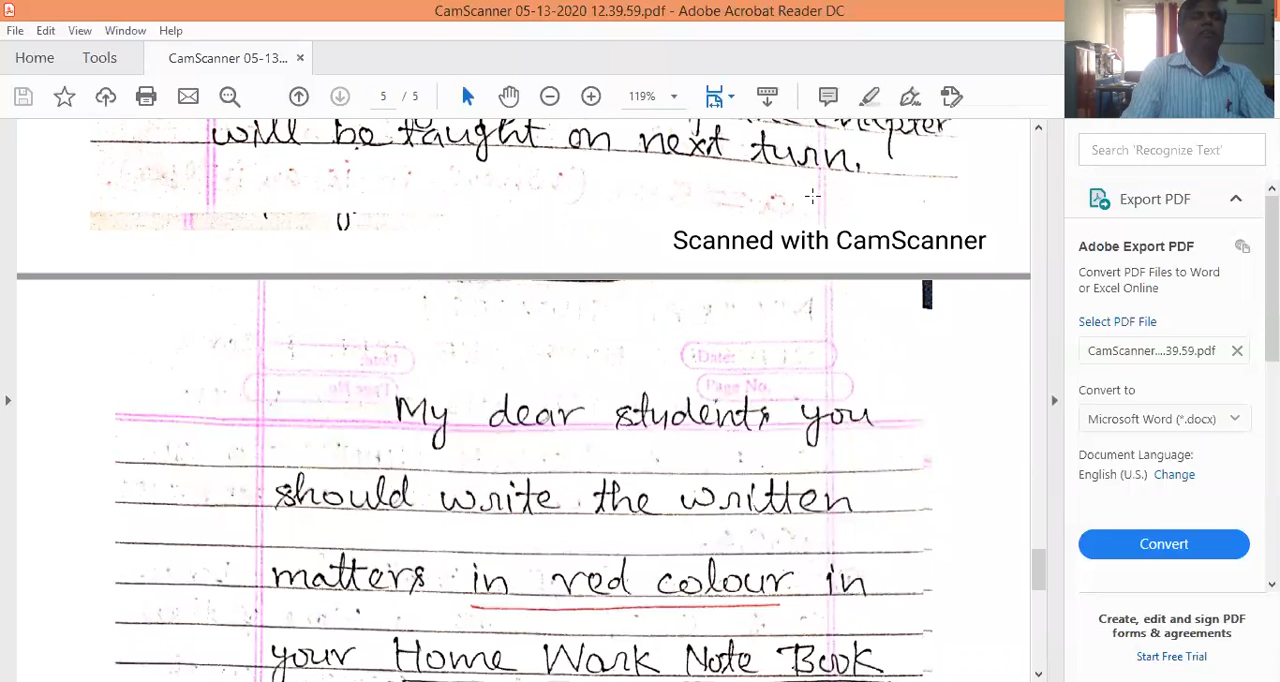 CamScanner 05-13-2020 12.39.59.pdf - Adobe Acrobat Reader DC
File Edit View Window Help
Home Tools CamScanner 05-13... ×
5 / 5 119%
Search 'Recognize Text'
Export PDF
Adobe Export PDF
Convert PDF Files to Word
or Excel Online
Select PDF File
CamScanner....39.59.pdf
Convert to
Microsoft Word (*.docx)
Document Language:
English (U.S.) Change
Convert
Create, edit and sign PDF
forms & agreements
Start Free Trial
chapter
will be taught on next turn.
Scanned with CamScanner
Date:
Page No.
My dear students you
should write the written
matters in red colour in
your Home Work Note Book